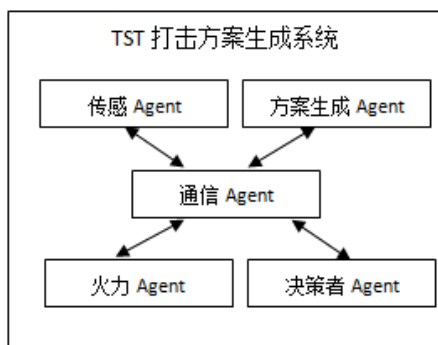 TST 打击方案生成系统
传感 Agent
方案生成 Agent
通信 Agent
火力 Agent
决策者 Agent